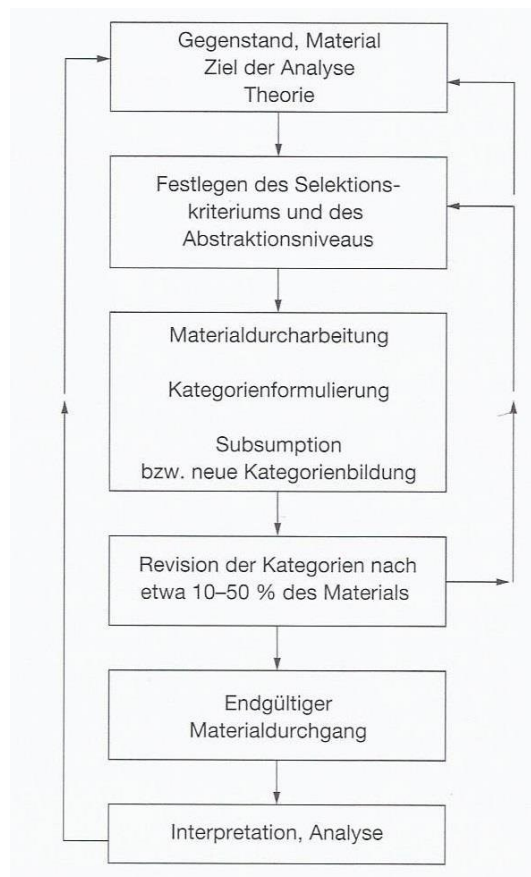 Gegenstand, Material
Ziel der Analyse
Theorie
Festlegen des Selektions-
kriteriums und des
Abstraktionsniveaus
Materialdurcharbeitung
Kategorienformulierung
Subsumption
bzw. neue Kategorienbildung
Revision der Kategorien nach
etwa 10–50 % des Materials
Endgültiger
Materialdurchgang
Interpretation, Analyse